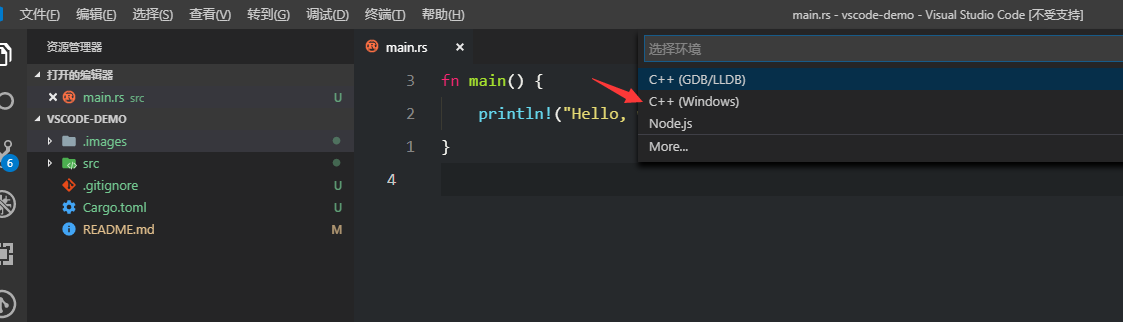 文件(F) 编辑(E) 选择(S) 查看(V) 转到(G) 调试(D) 终端(T) 帮助(H) main.rs - vscode-demo - Visual Studio Code [不受支持]
资源管理器
打开的编辑器
main.rs src U
VSCODE-DEMO
.images
src
.gitignore U
Cargo.toml U
README.md M
6
main.rs
3 fn main() {
2 println!("Hello,
1 }
4
选择环境
C++ (GDB/LLDB)
C++ (Windows)
Node.js
More...